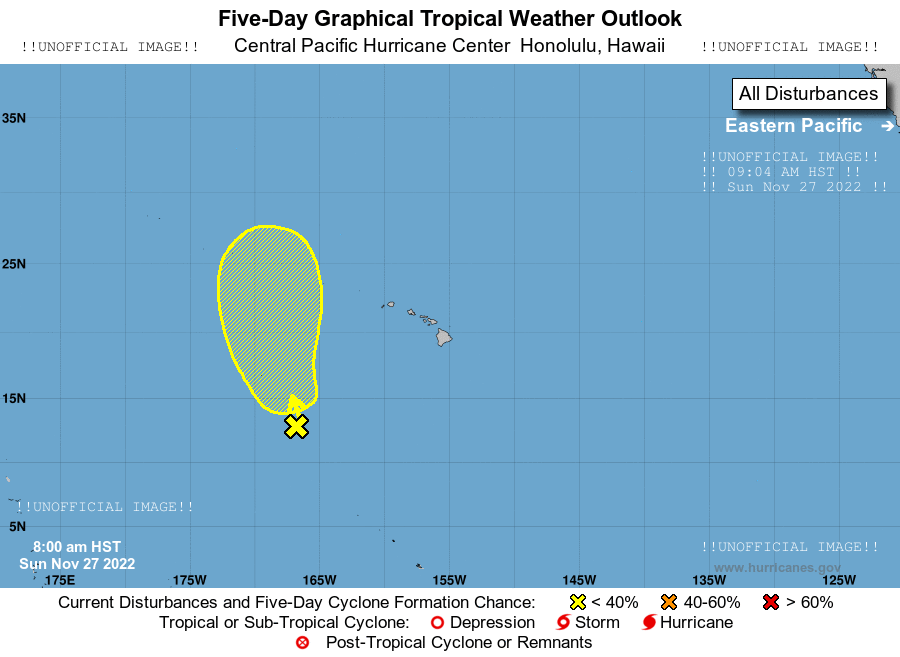 Five-Day Graphical Tropical Weather Outlook
!!UNOFFICIAL IMAGE!! Central Pacific Hurricane Center Honolulu, Hawaii !!UNOFFICIAL IMAGE!!
All Disturbances
35N
Eastern Pacific →
!!UNOFFICIAL IMAGE!!
!! 09:04 AM HST !!
!! Sun Nov 27 2022 !!
25N
15N
!!UNOFFICIAL IMAGE!!
5N
8:00 am HST
!!UNOFFICIAL IMAGE!!
Sun Nov 27 2022
www.hurricanes.gov
175E 175W 165W 155W 145W 135W 125W
Current Disturbances and Five-Day Cyclone Formation Chance: < 40% 40-60% > 60%
Tropical or Sub-Tropical Cyclone: Depression Storm Hurricane
Post-Tropical Cyclone or Remnants